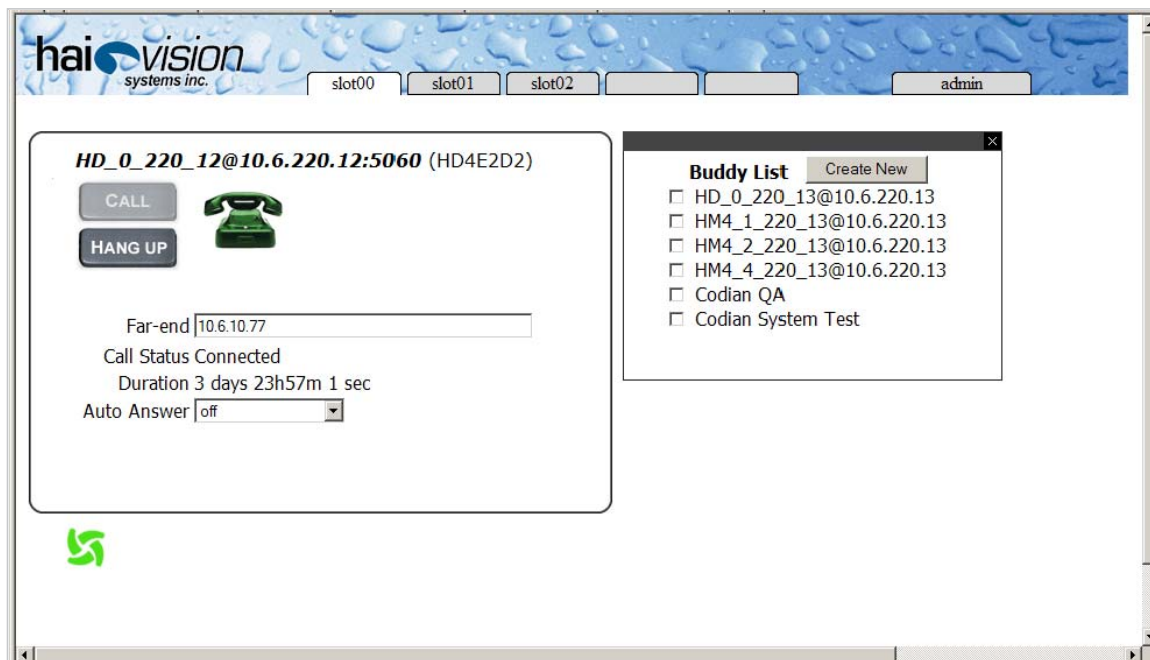 hai vision
systems inc.
slot00
slot01
slot02
admin
HD_0_220_12@10.6.220.12:5060 (HD4E2D2)
CALL
HANG UP
Far-end 10.6.10.77
Call Status Connected
Duration 3 days 23h57m 1 sec
Auto Answer off
Buddy List Create New
HD_0_220_13@10.6.220.13
HM4_1_220_13@10.6.220.13
HM4_2_220_13@10.6.220.13
HM4_4_220_13@10.6.220.13
Codian QA
Codian System Test